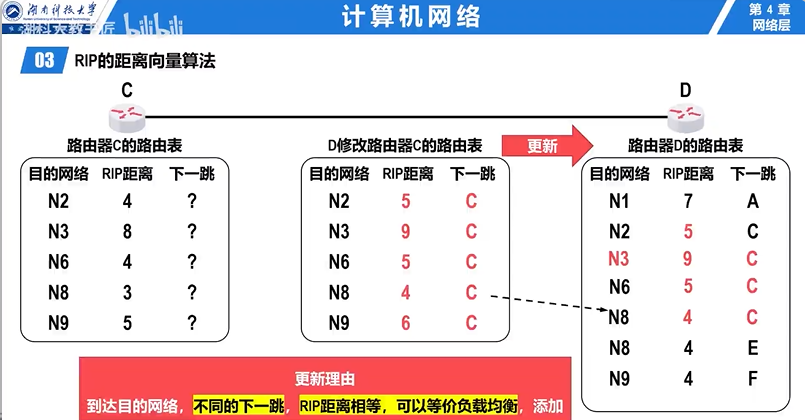 湖南科技大学
计算机网络
第 4 章
网络层
湖科大教书匠 bilibili
03 RIP的距离向量算法
C
D
路由器C的路由表
目的网络 RIP距离 下一跳
N2 4 ?
N3 8 ?
N6 4 ?
N8 3 ?
N9 5 ?
D修改路由器C的路由表
目的网络 RIP距离 下一跳
N2 5 C
N3 9 C
N6 5 C
N8 4 C
N9 6 C
更新
路由器D的路由表
目的网络 RIP距离 下一跳
N1 7 A
N2 5 C
N3 9 C
N6 5 C
N8 4 C
N8 4 E
N9 4 F
更新理由
到达目的网络，不同的下一跳，RIP距离相等，可以等价负载均衡，添加